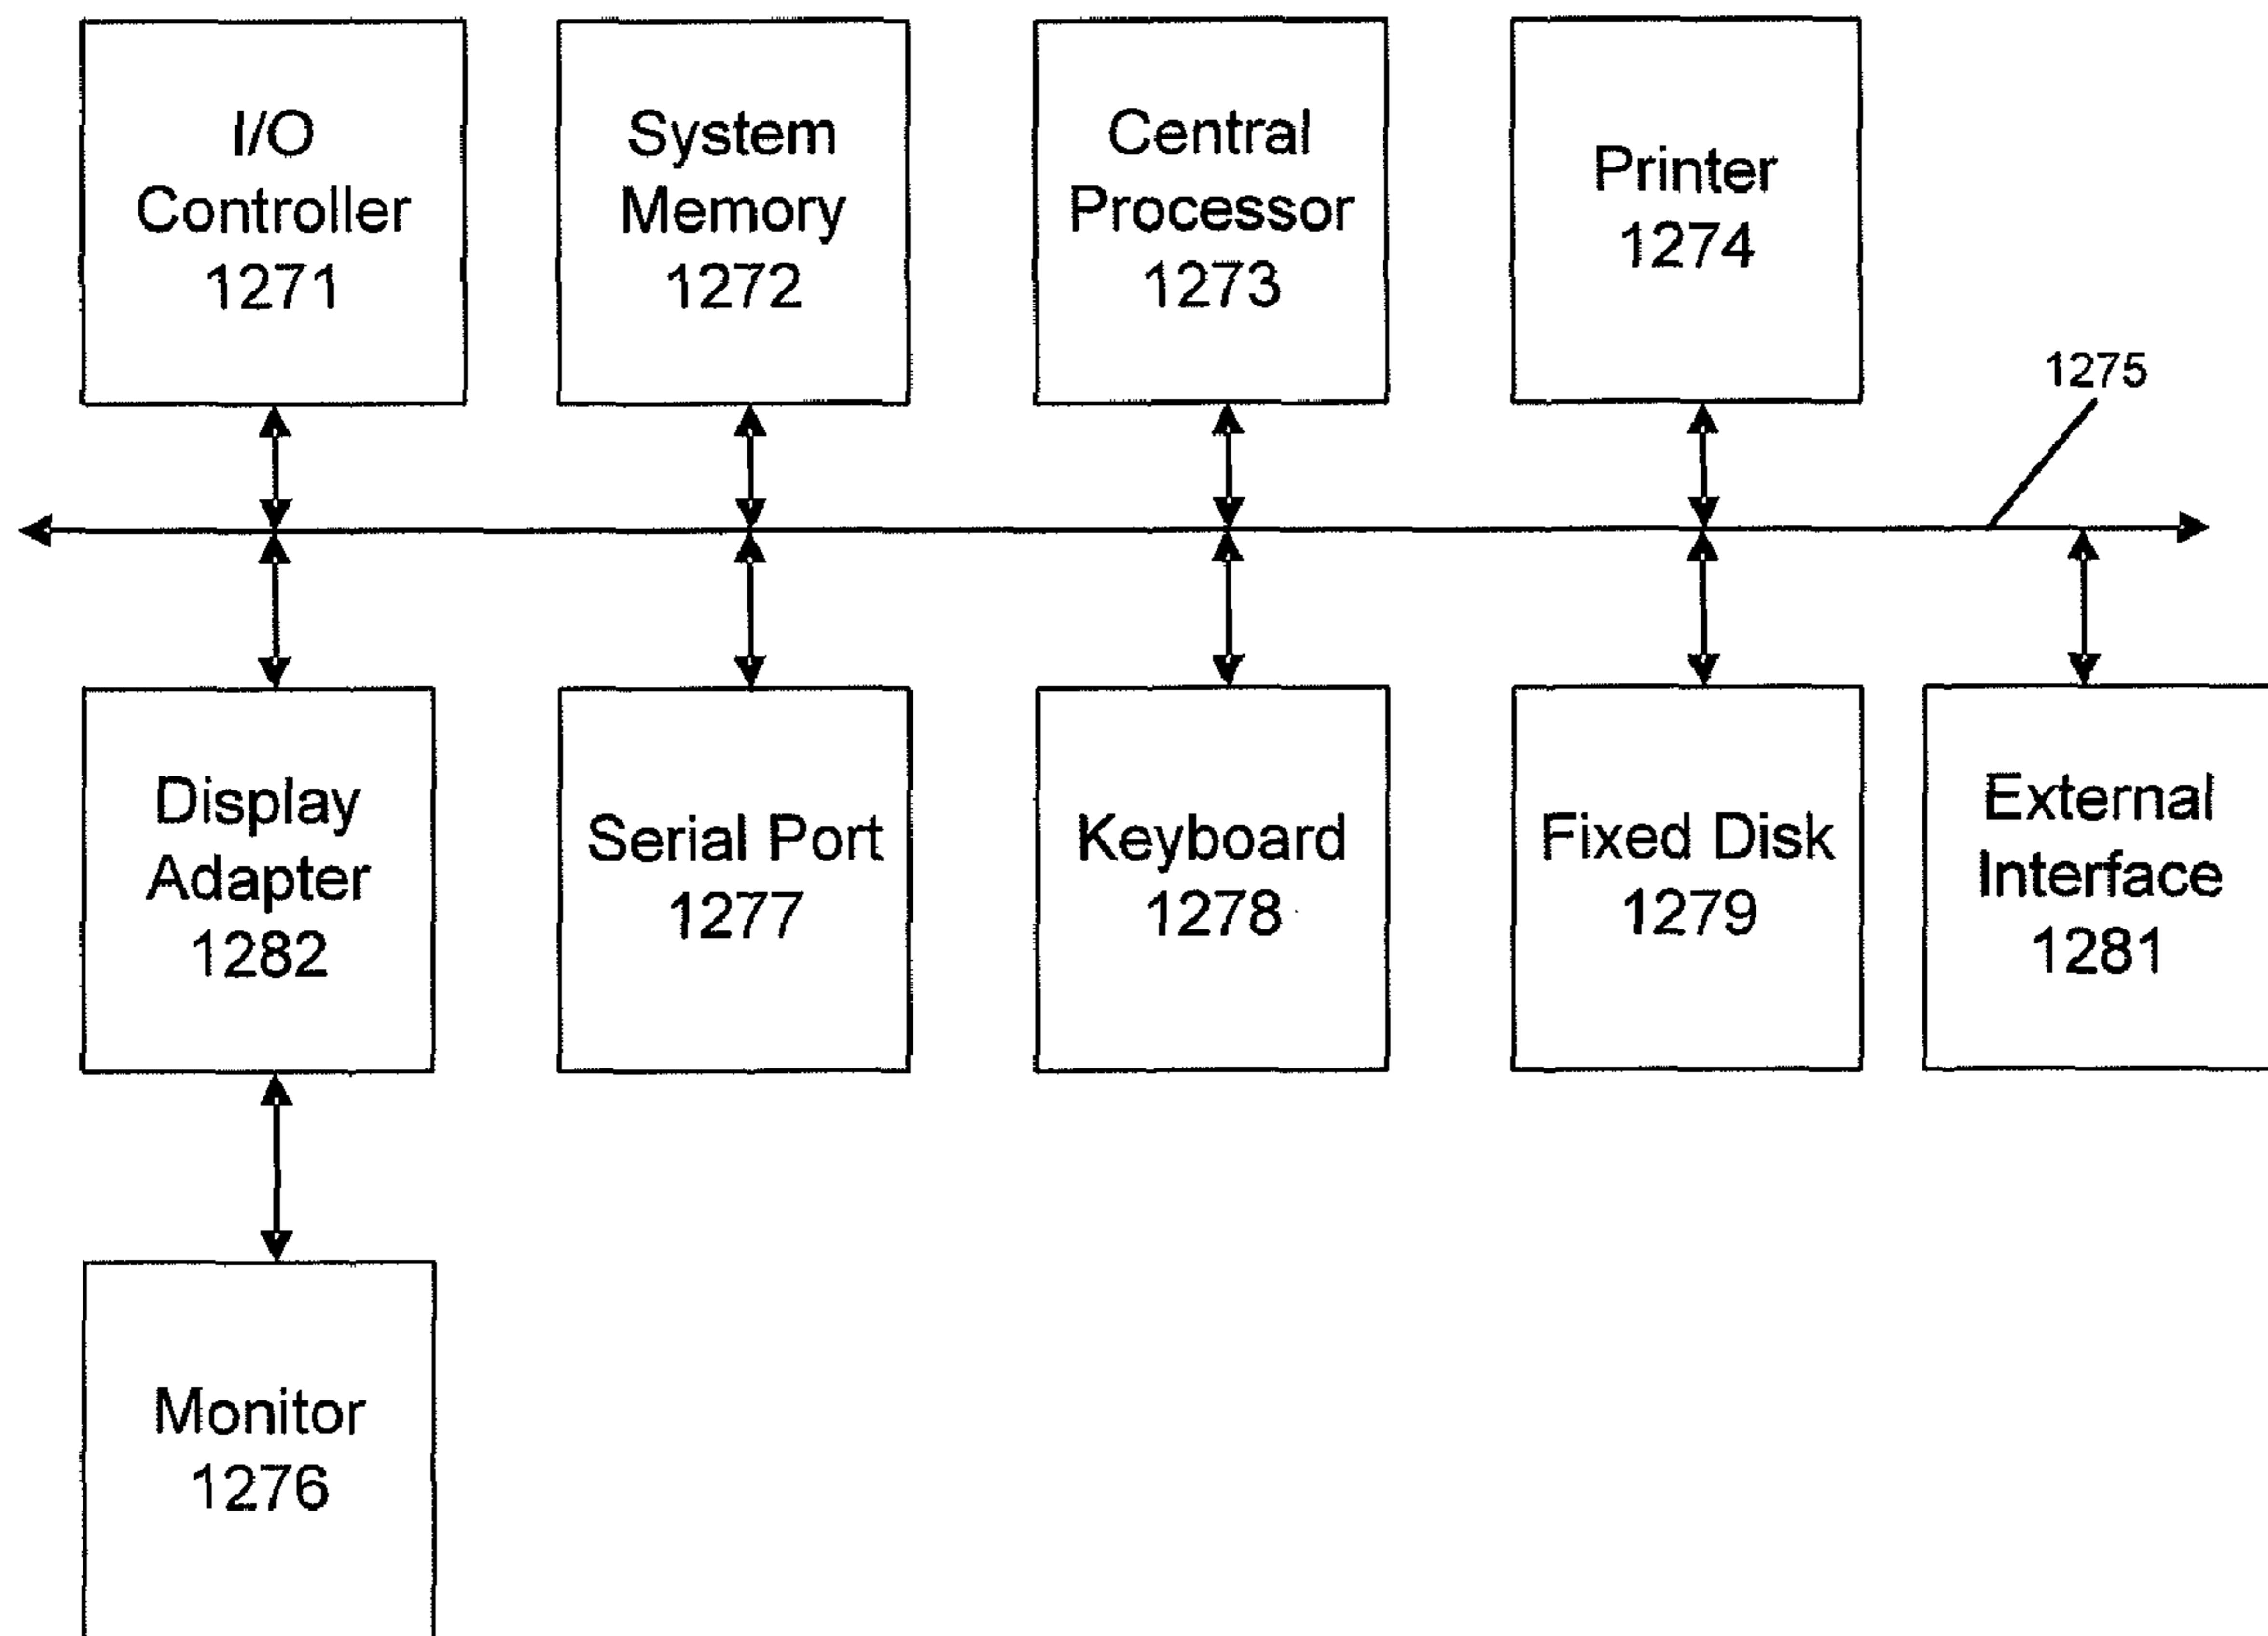 I/O
Controller
1271
System
Memory
1272
Central
Processor
1273
Printer
1274
1275
Display
Adapter
1282
Serial Port
1277
Keyboard
1278
Fixed Disk
1279
External
Interface
1281
Monitor
1276